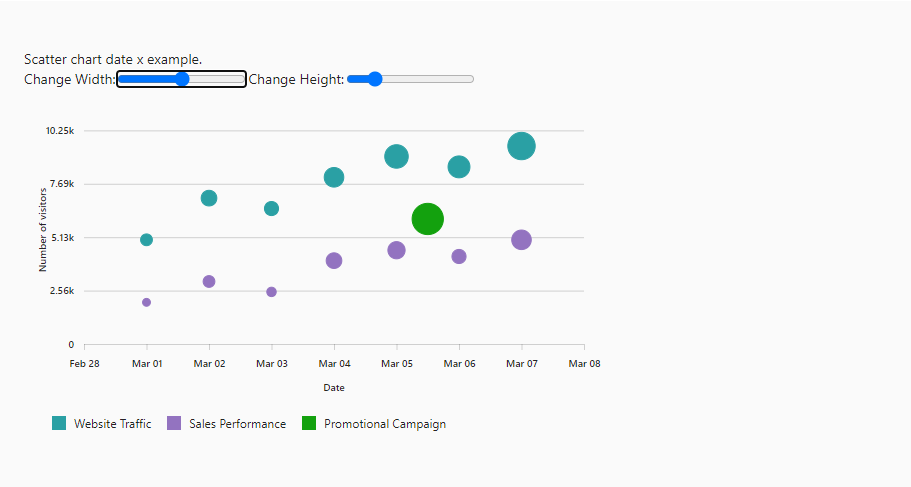 Scatter chart date x example.
Change Width: Change Height:
10.25k
7.69k
5.13k
2.56k
0
Number of visitors
Feb 28 Mar 01 Mar 02 Mar 03 Mar 04 Mar 05 Mar 06 Mar 07 Mar 08
Date
Website Traffic Sales Performance Promotional Campaign